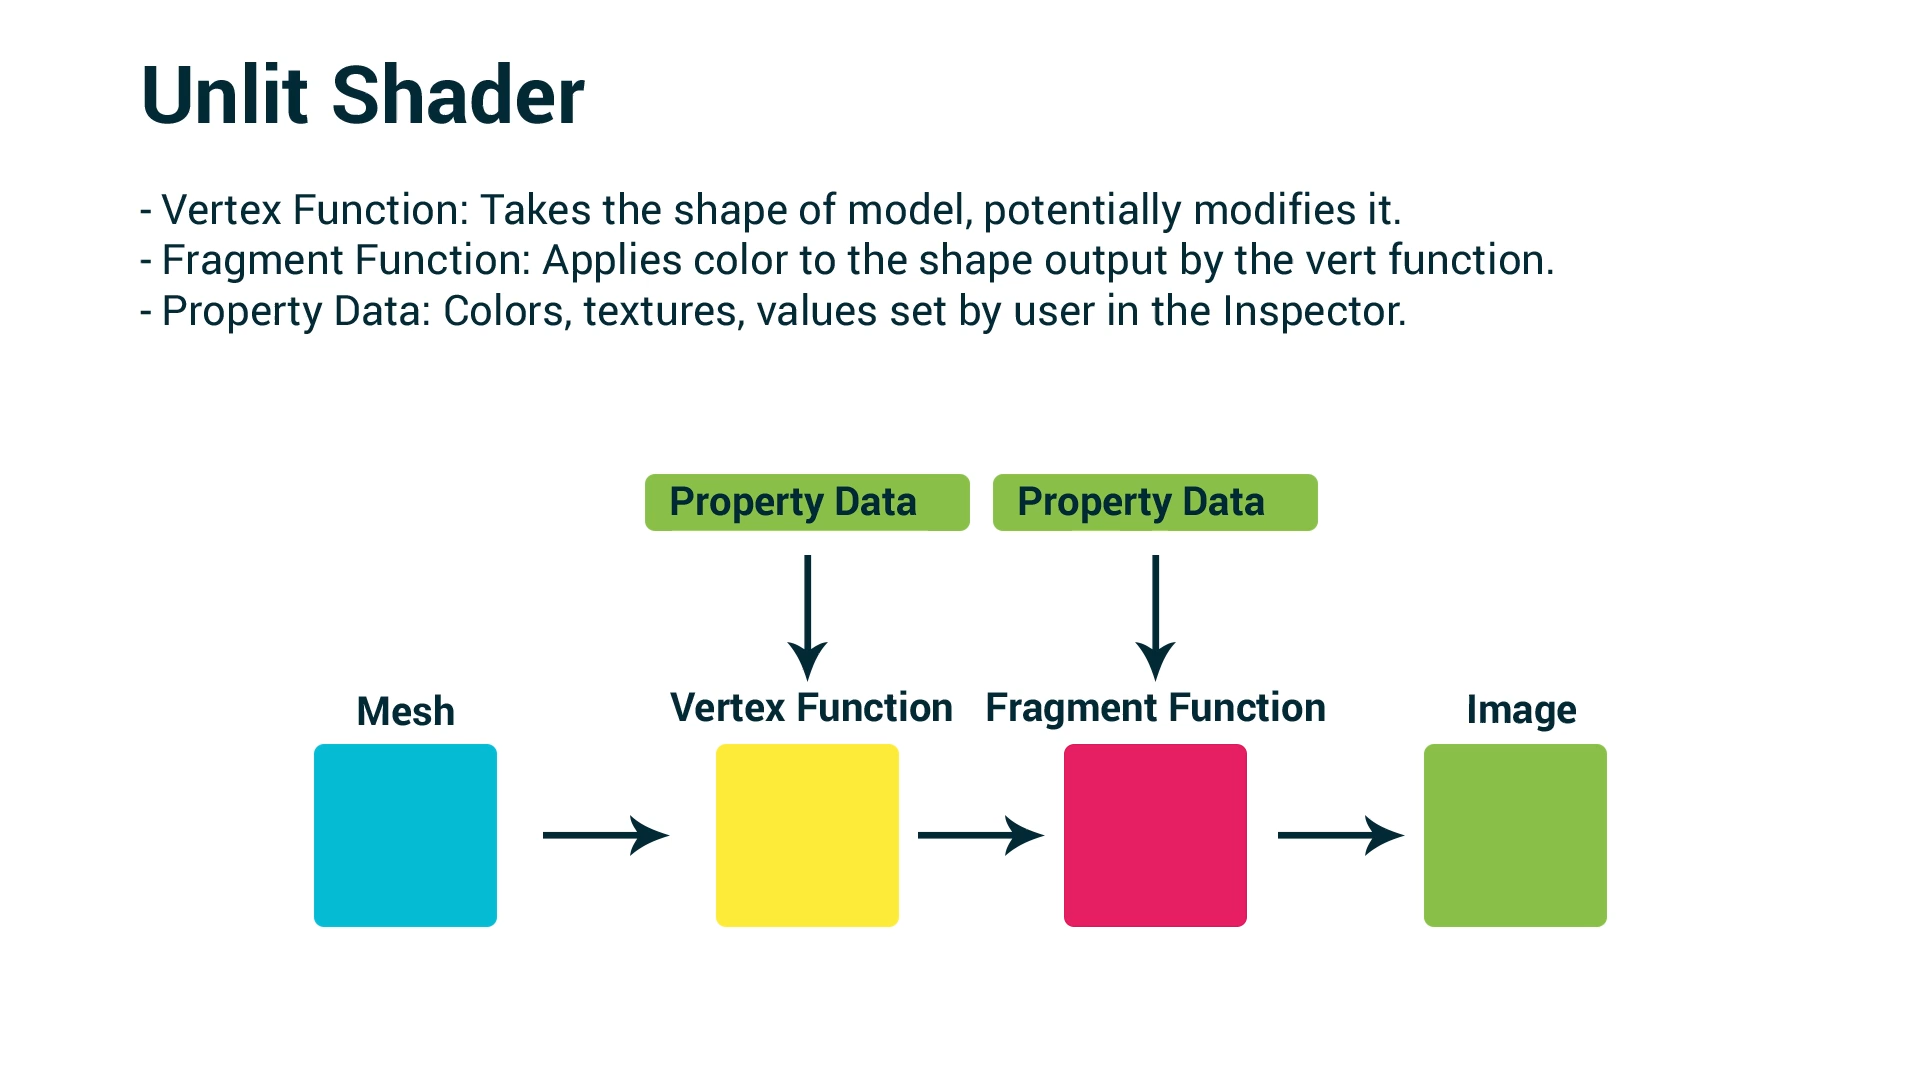 Unlit Shader
- Vertex Function: Takes the shape of model, potentially modifies it.
- Fragment Function: Applies color to the shape output by the vert function.
- Property Data: Colors, textures, values set by user in the Inspector.
Property Data
Property Data
Mesh
Vertex Function
Fragment Function
Image